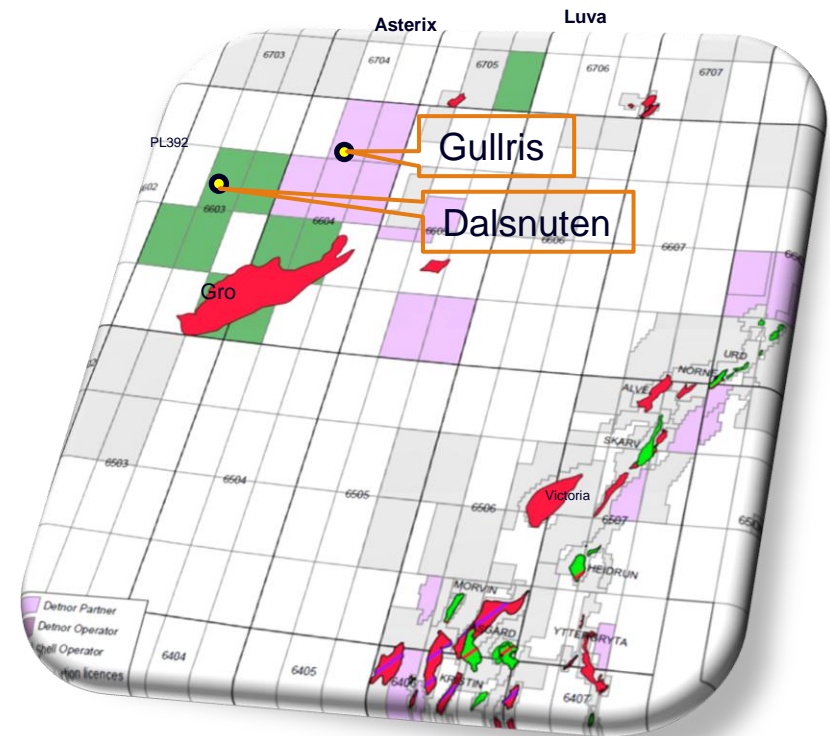 Asterix
Luva
6703
6704
6705
6706
6707
PL392
Gullris
Dalsnuten
6603
6604
6606
6607
Gro
URD
NORNE
ALVE
SKARV
6503
6504
6505
6506
Victoria
6507
HEIDRUN
MORVIN
KRISTIN
Detnor Partner
Detnor Operator
Shell Operator
licences
6404
6405
6407